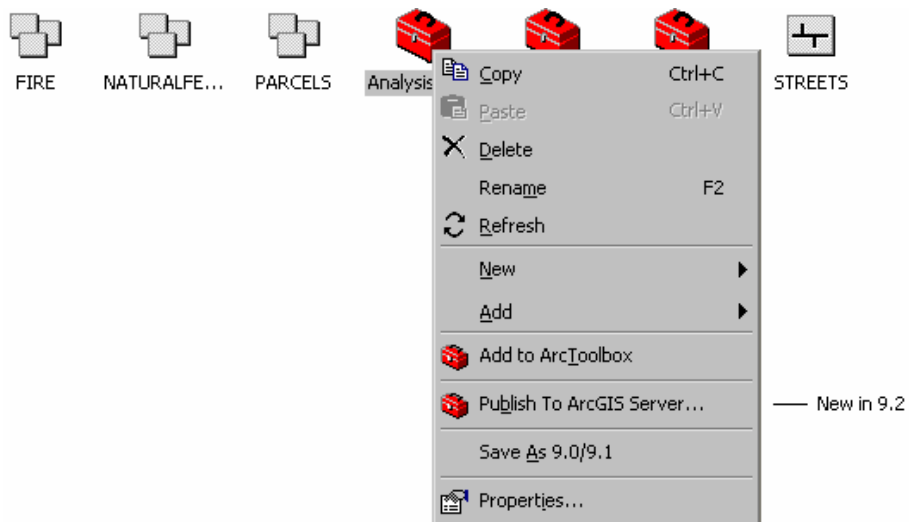 FIRE
NATURALFE...
PARCELS
Analysis
STREETS
Copy Ctrl+C
Paste Ctrl+V
Delete
Rename F2
Refresh
New
Add
Add to ArcToolbox
Publish To ArcGIS Server...
New in 9.2
Save As 9.0/9.1
Properties...